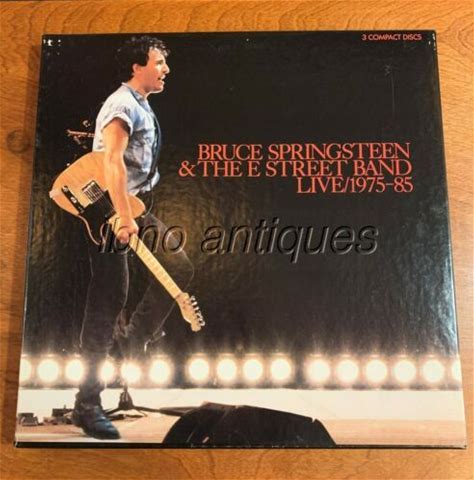 3 COMPACT DISCS
BRUCE SPRINGSTEEN
& THE E STREET BAND
LIVE/1975-85
ibno antiques